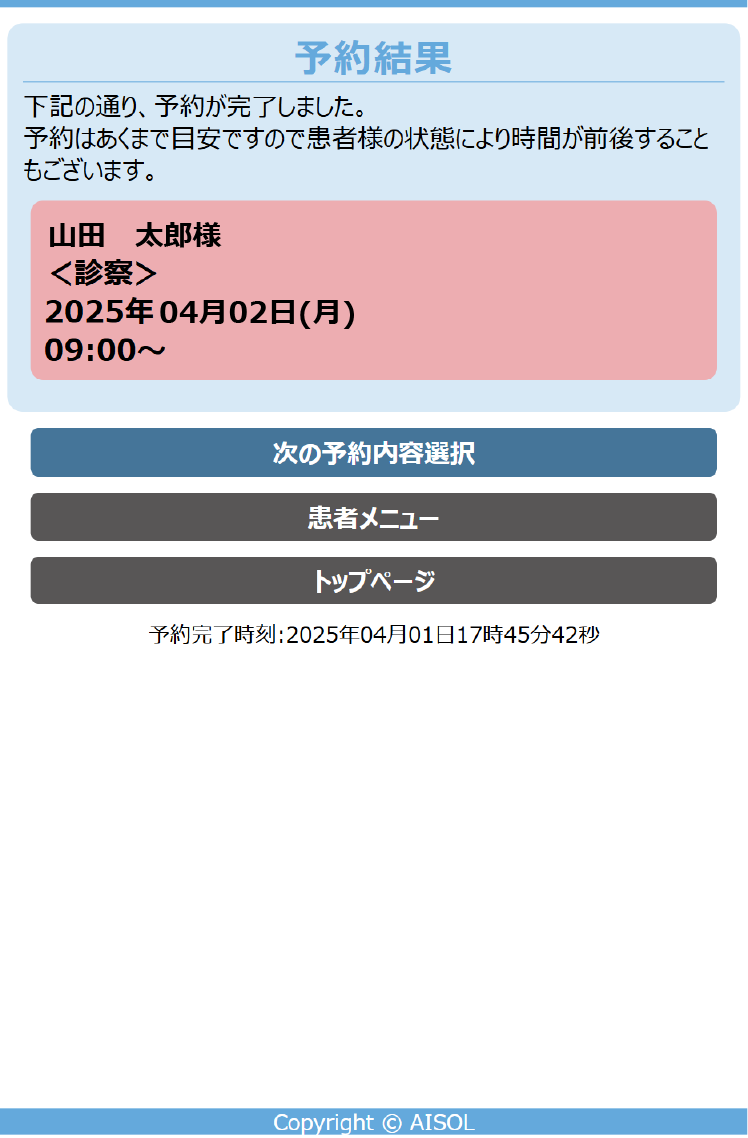 予約結果
下記の通り、予約が完了しました。
予約はあくまで目安ですので患者様の状態により時間が前後すること
もございます。
山田　太郎様
＜診察＞
2025年04月02日(月)
09:00～
次の予約内容選択
患者メニュー
トップページ
予約完了時刻:2025年04月01日17時45分42秒
Copyright © AISOL